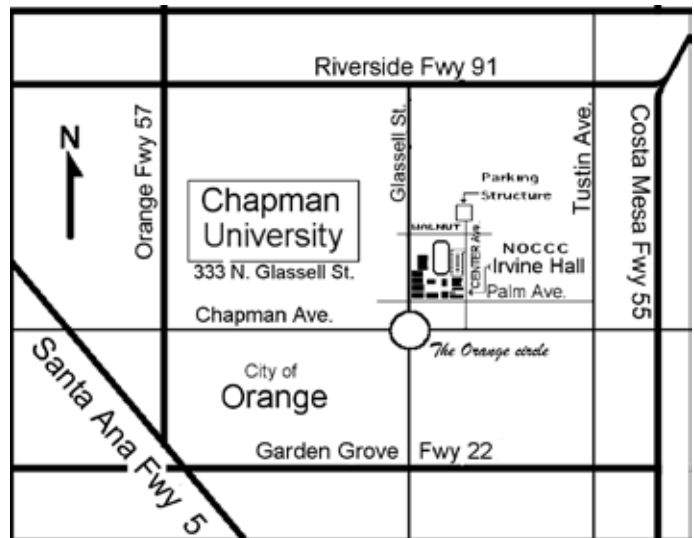 Riverside Fwy 91
N
Orange Fwy 57
Glassell St.
Tustin Ave.
Costa Mesa Fwy 55
Parking
Structure
Chapman
University
333 N. Glassell St.
WALNUT
CENTER Ave.
NOCCC
Irvine Hall
Palm Ave.
Chapman Ave.
The Orange circle
City of
Orange
Santa Ana Fwy 5
Garden Grove Fwy 22